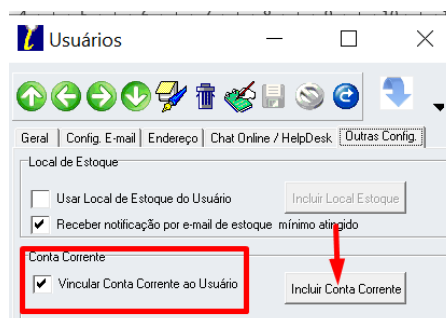 Usuários
Geral Config. E-mail Endereço Chat Online / HelpDesk Outras Config.
Local de Estoque
Usar Local de Estoque do Usuário Incluir Local Estoque
Receber notificação por e-mail de estoque mínimo atingido
Conta Corrente
Vincular Conta Corrente ao Usuário Incluir Conta Corrente